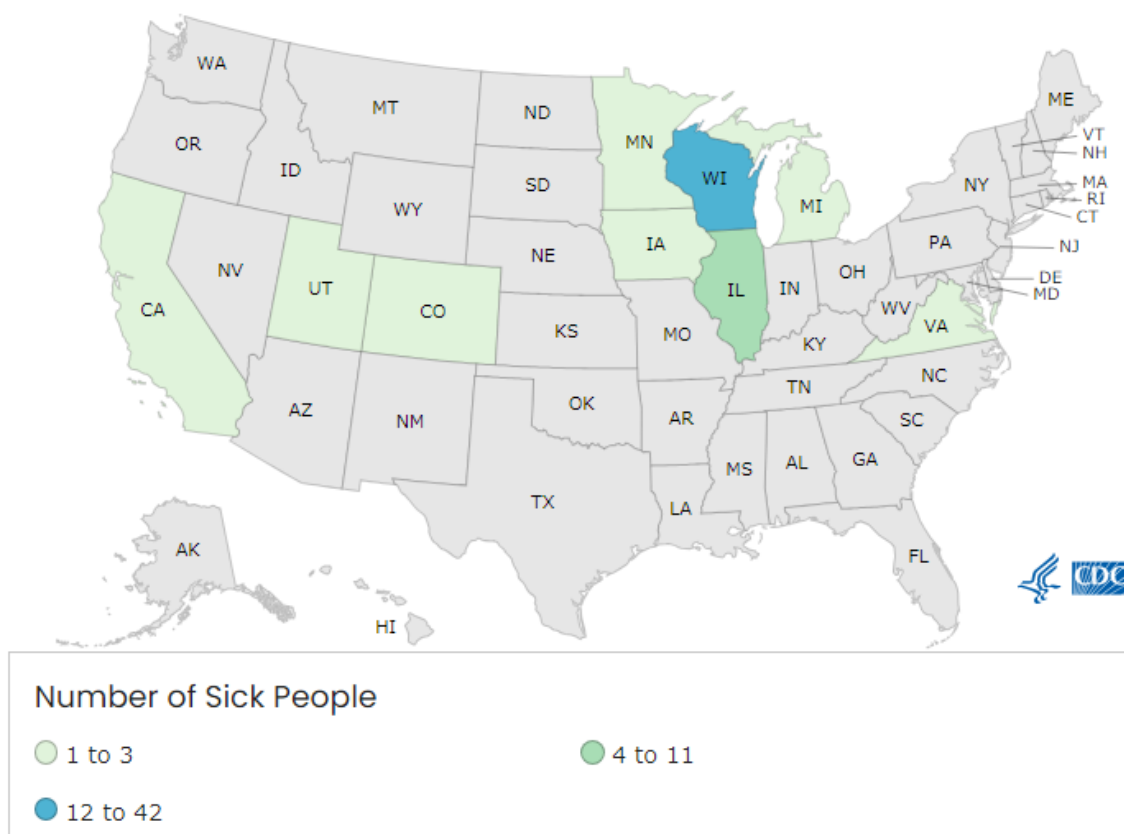 WA
MT
ND
MN
ME
VT
NH
OR
ID
SD
WI
MI
NY
MA
RI
CT
WY
IA
PA
NJ
NE
NV
UT
CO
IL
IN
OH
DE
MD
CA
KS
MO
WV
VA
KY
NC
TN
AZ
NM
OK
AR
SC
MS
AL
GA
TX
LA
AK
FL
CDC
HI
Number of Sick People
1 to 3
4 to 11
12 to 42